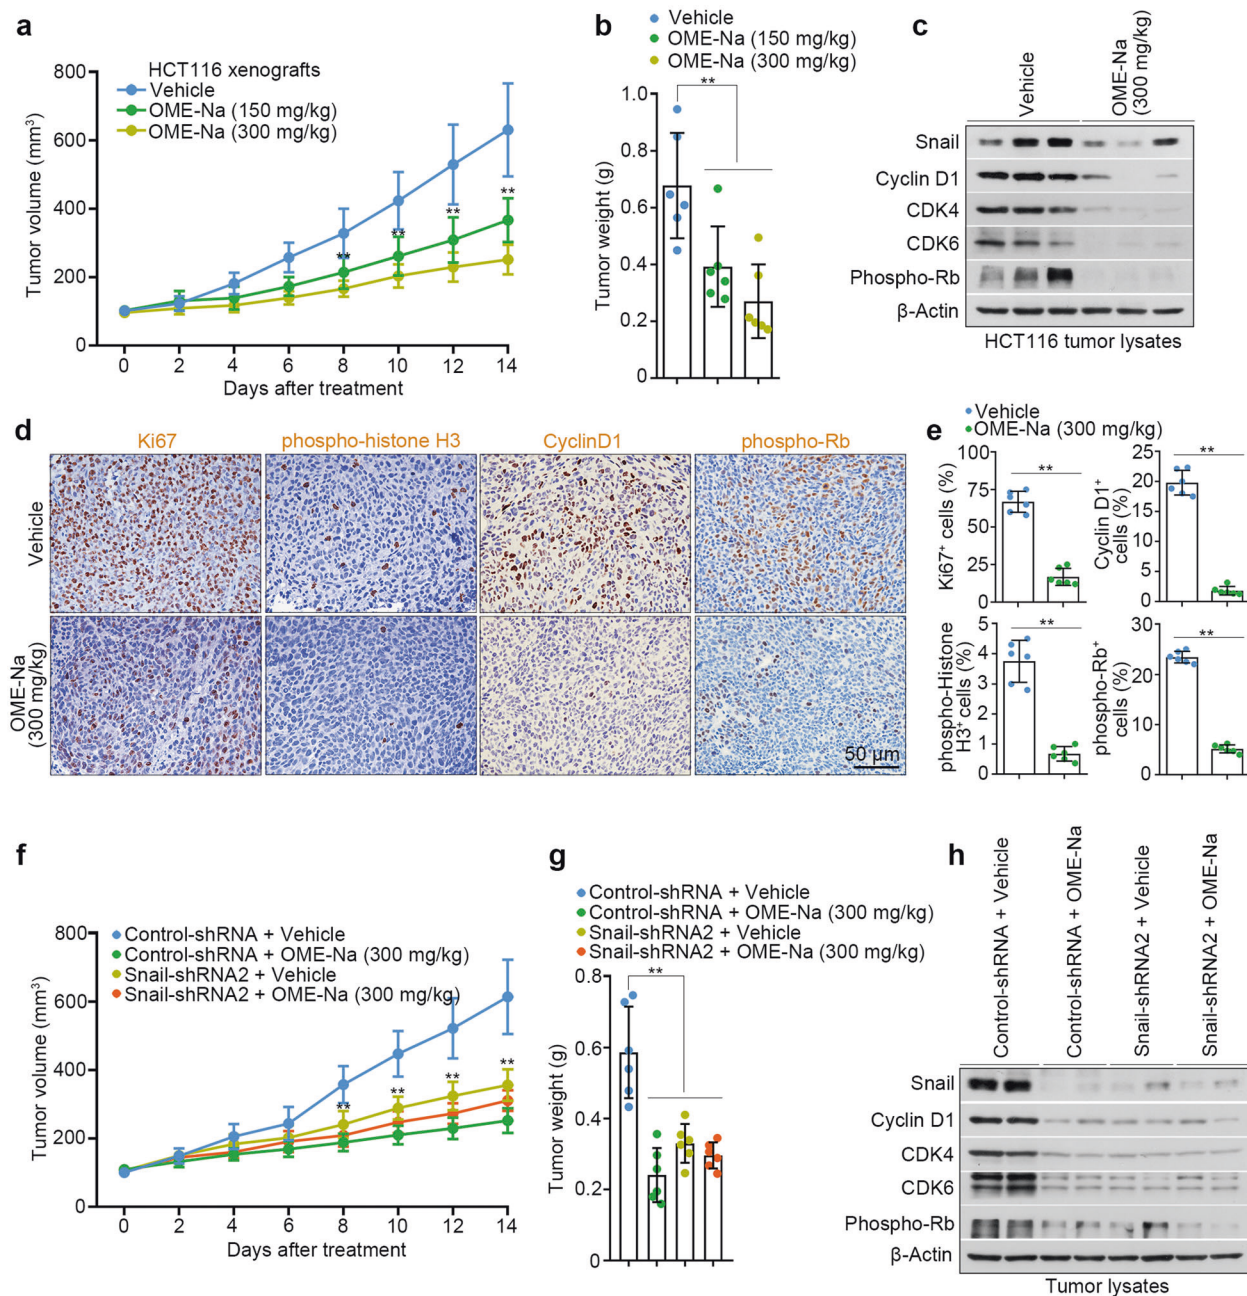 a
HCT116 xenografts
Vehicle
OME-Na (150 mg/kg)
OME-Na (300 mg/kg)
Tumor volume (mm³)
800
600
400
200
0
**
**
**
**
0 2 4 6 8 10 12 14
Days after treatment
b
Vehicle
OME-Na (150 mg/kg)
OME-Na (300 mg/kg)
**
Tumor weight (g)
1.0
0.8
0.6
0.4
0.2
0
c
Vehicle
OME-Na
(300 mg/kg)
Snail
Cyclin D1
CDK4
CDK6
Phospho-Rb
β-Actin
HCT116 tumor lysates
d
Ki67 phospho-histone H3 CyclinD1 phospho-Rb
Vehicle
OME-Na
(300 mg/kg)
50 µm
e
Vehicle
OME-Na (300 mg/kg)
Ki67⁺ cells (%)
100
75
50
25
0
**
Cyclin D1⁺
cells (%)
25
20
15
10
5
0
**
phospho-Histone
H3⁺ cells (%)
5
4
3
2
1
0
**
phospho-Rb⁺
cells (%)
30
20
10
0
**
f
Control-shRNA + Vehicle
Control-shRNA + OME-Na (300 mg/kg)
Snail-shRNA2 + Vehicle
Snail-shRNA2 + OME-Na (300 mg/kg)
Tumor volume (mm³)
800
600
400
200
0
**
**
**
**
0 2 4 6 8 10 12 14
Days after treatment
g
Control-shRNA + Vehicle
Control-shRNA + OME-Na (300 mg/kg)
Snail-shRNA2 + Vehicle
Snail-shRNA2 + OME-Na (300 mg/kg)
**
Tumor weight (g)
0.8
0.6
0.4
0.2
0
h
Control-shRNA + Vehicle
Control-shRNA + OME-Na
Snail-shRNA2 + Vehicle
Snail-shRNA2 + OME-Na
Snail
Cyclin D1
CDK4
CDK6
Phospho-Rb
β-Actin
Tumor lysates